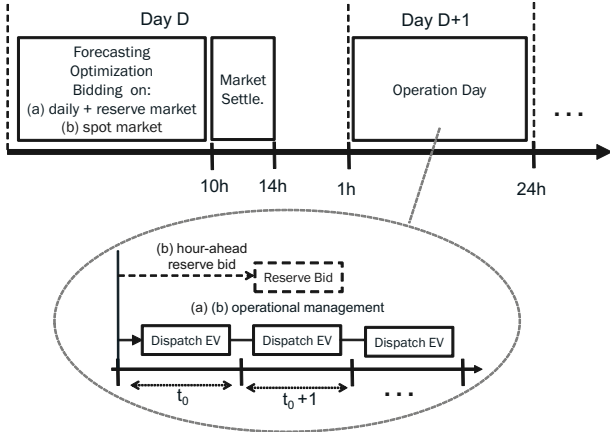 Day D
Day D+1
Forecasting
Optimization
Bidding on:
(a) daily + reserve market
(b) spot market
Market
Settle.
Operation Day
...
10h
14h
1h
24h
(b) hour-ahead
reserve bid
Reserve Bid
(a) (b) operational management
Dispatch EV
Dispatch EV
Dispatch EV
t0
t0 +1
...